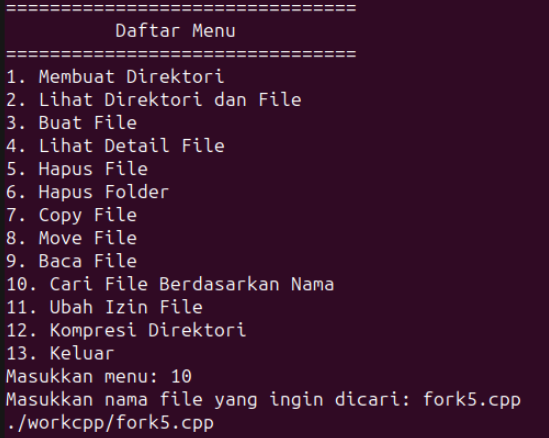 ================================
Daftar Menu
================================
1. Membuat Direktori
2. Lihat Direktori dan File
3. Buat File
4. Lihat Detail File
5. Hapus File
6. Hapus Folder
7. Copy File
8. Move File
9. Baca File
10. Cari File Berdasarkan Nama
11. Ubah Izin File
12. Kompresi Direktori
13. Keluar
Masukkan menu: 10
Masukkan nama file yang ingin dicari: fork5.cpp
./workcpp/fork5.cpp